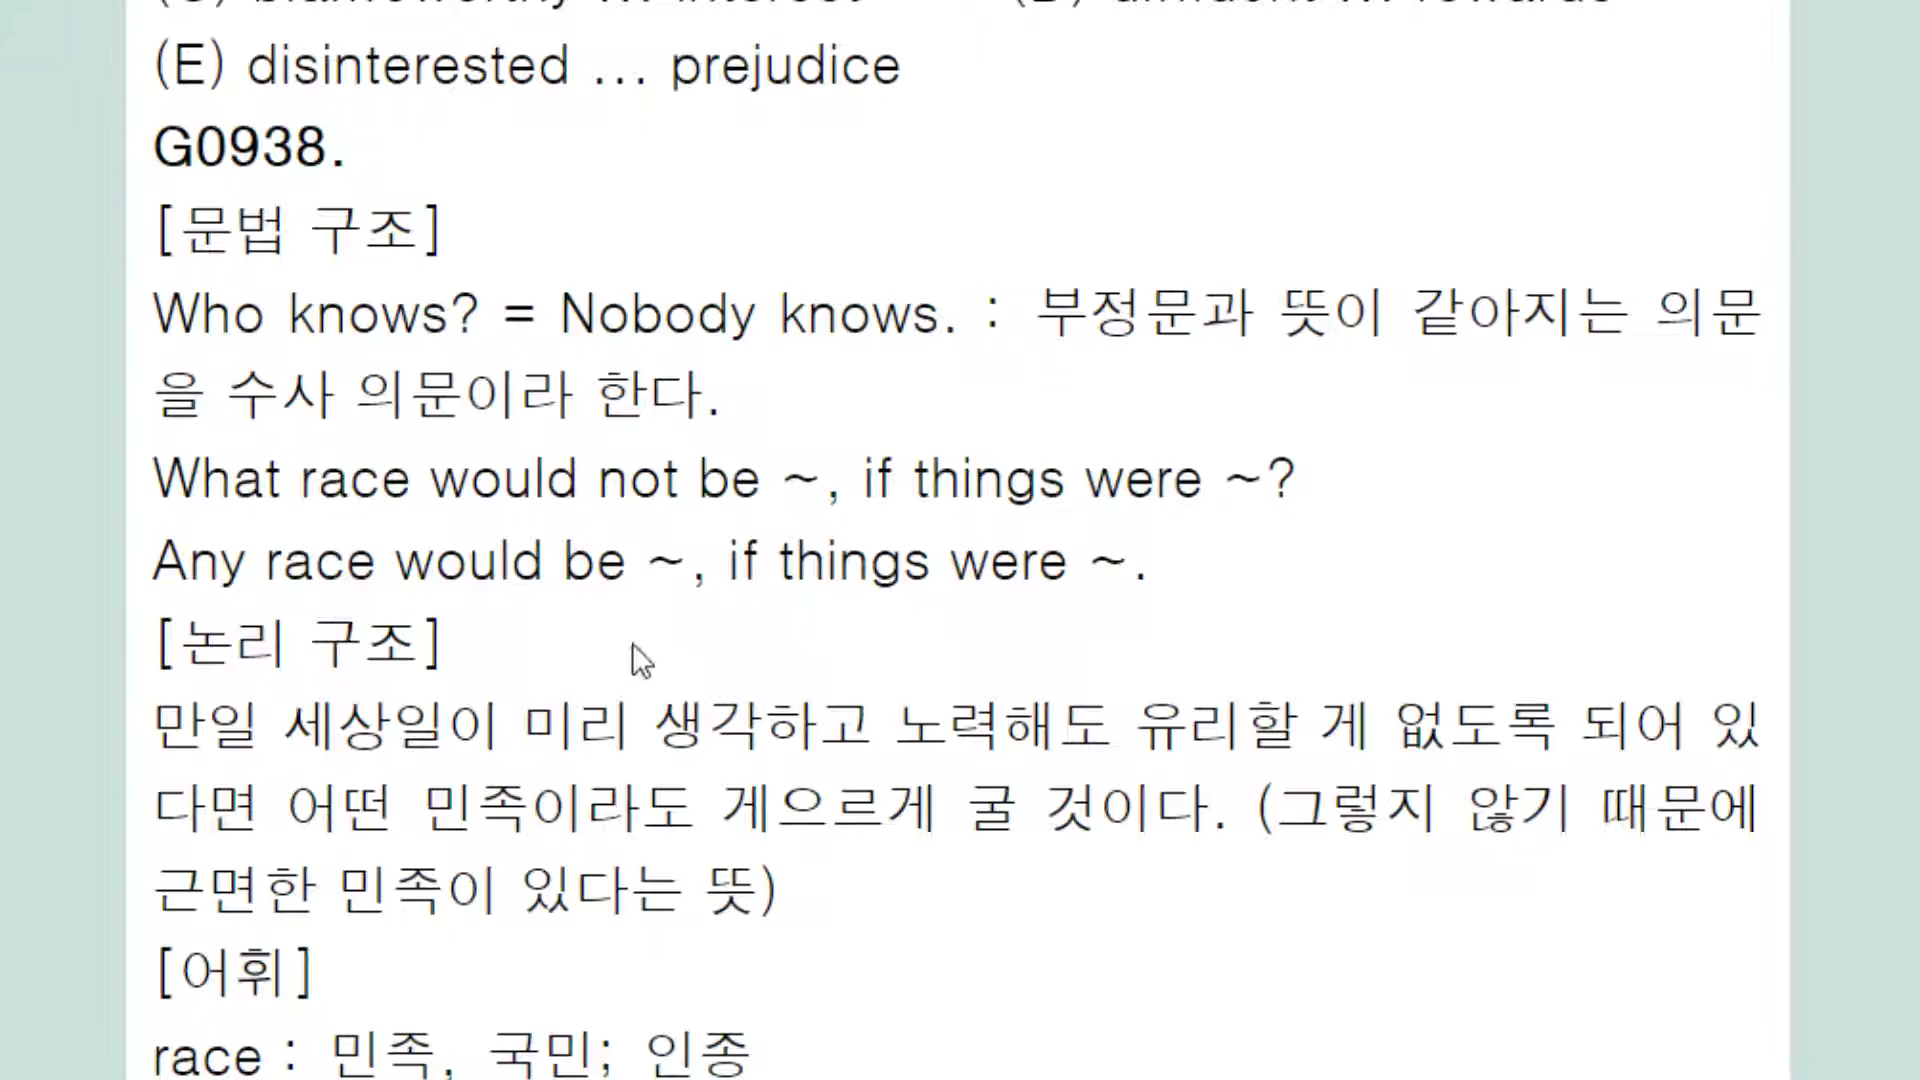 (E) disinterested ... prejudice
G0938.
[문법 구조]
Who knows? = Nobody knows. : 부정문과 뜻이 같아지는 의문
을 수사 의문이라 한다.
What race would not be ~, if things were ~?
Any race would be ~, if things were ~.
[논리 구조]
만일 세상일이 미리 생각하고 노력해도 유리할 게 없도록 되어 있
다면 어떤 민족이라도 게으르게 굴 것이다. (그렇지 않기 때문에
근면한 민족이 있다는 뜻)
[어휘]
race : 민족, 국민; 인종